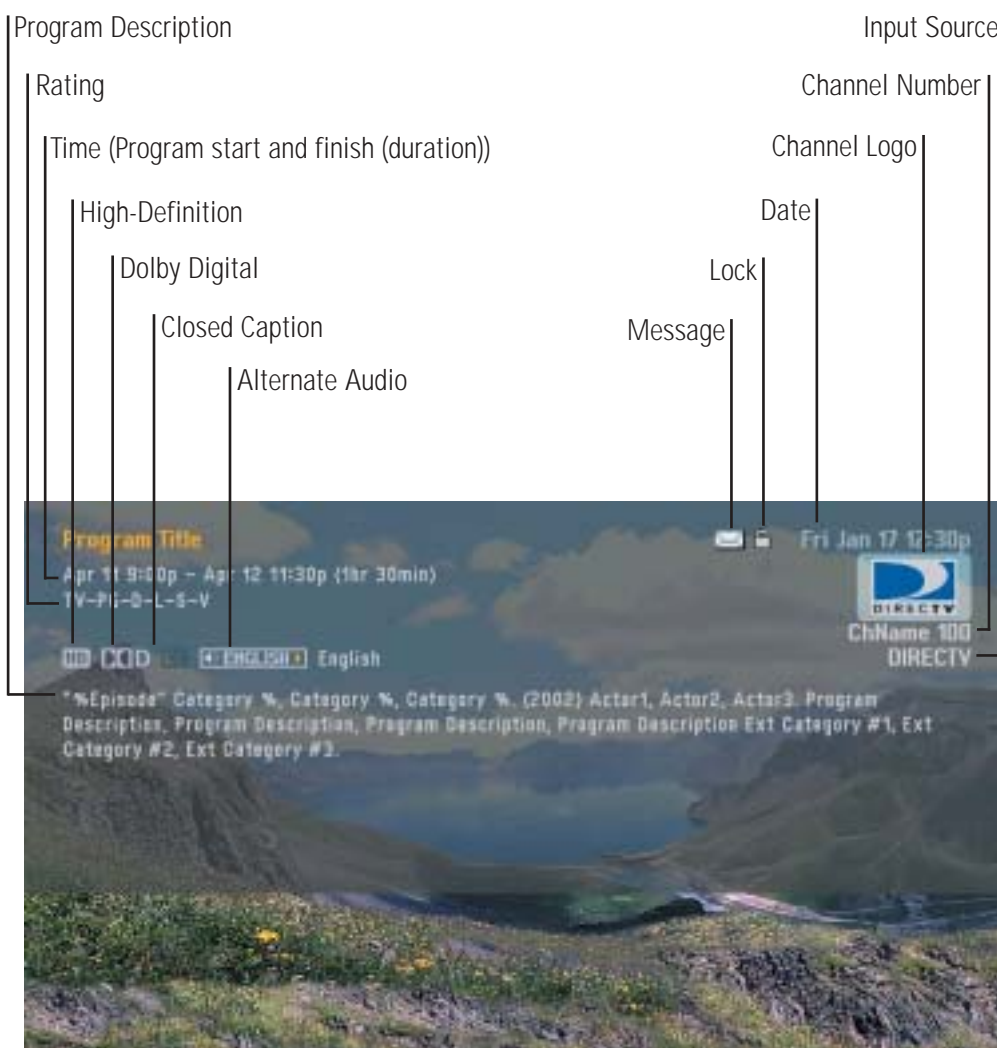 Program Description
Input Source
Rating
Channel Number
Time (Program start and finish (duration))
Channel Logo
High-Definition
Date
Dolby Digital
Lock
Closed Caption
Message
Alternate Audio
Program Title
Fri Jan 17 12:30p
Apr 11 9:00p - Apr 12 11:30p (1hr 30min)
TV-PG-D-L-S-V
DIRECTV
ChName 100
DIRECTV
ENGLISH English
"%Episode" Category %, Category %, Category %. (2002) Actor1, Actor2, Actor3. Program
Description, Program Description, Program Description, Program Description Ext Category #1, Ext
Category #2, Ext Category #3.